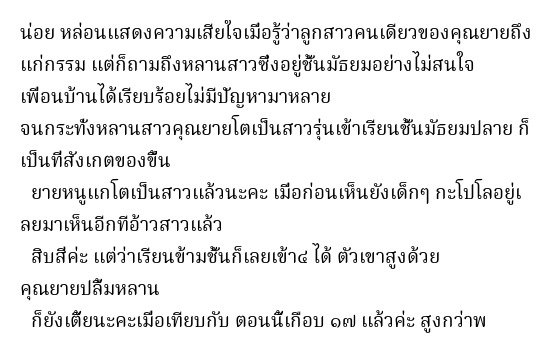 น่อย หล่อนแสดงความเสียใจเมื่อรู้ว่าลูกสาวคนเดียวของคุณยายถึง
แก่กรรม แต่ก็ถามถึงหลานสาวซึ่งอยู่ชั้นมัธยมอย่างไม่สนใจ
เพื่อนบ้านได้เรียบร้อยไม่มีปัญหามาหลาย
จนกระทั่งหลานสาวคุณยายโตเป็นสาวรุ่นเข้าเรียนชั้นมัธยมปลาย ก็
เป็นที่สังเกตของขึ้น
ยายหนูแกโตเป็นสาวแล้วนะคะ เมื่อก่อนเห็นยังเด็กๆ กะโปโลอยู่เ
ลยมาเห็นอีกทีอ้าวสาวแล้ว
สิบสี่ค่ะ แต่ว่าเรียนข้ามชั้นก็เลยเข้า๔ ได้ ตัวเขาสูงด้วย
คุณยายปลื้มหลาน
ก็ยังเตี้ยนะคะเมื่อเทียบกับ ตอนนี้เกือบ ๑๗ แล้วค่ะ สูงกว่าพ